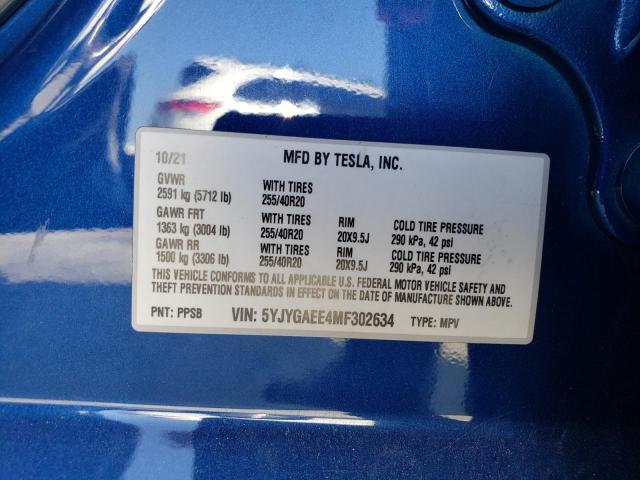 10/21 MFD BY TESLA, INC.
GVWR WITH TIRES
2591 kg (5712 lb) 255/40R20
GAWR FRT WITH TIRES RIM COLD TIRE PRESSURE
1363 kg (3004 lb) 255/40R20 20X9.5J 290 kPa, 42 psi
GAWR RR WITH TIRES RIM COLD TIRE PRESSURE
1500 kg (3306 lb) 255/40R20 20X9.5J 290 kPa, 42 psi
THIS VEHICLE CONFORMS TO ALL APPLICABLE U.S. FEDERAL MOTOR VEHICLE SAFETY AND
THEFT PREVENTION STANDARDS IN EFFECT ON THE DATE OF MANUFACTURE SHOWN ABOVE.
PNT: PPSB VIN: 5YJYGAEE4MF302634 TYPE: MPV